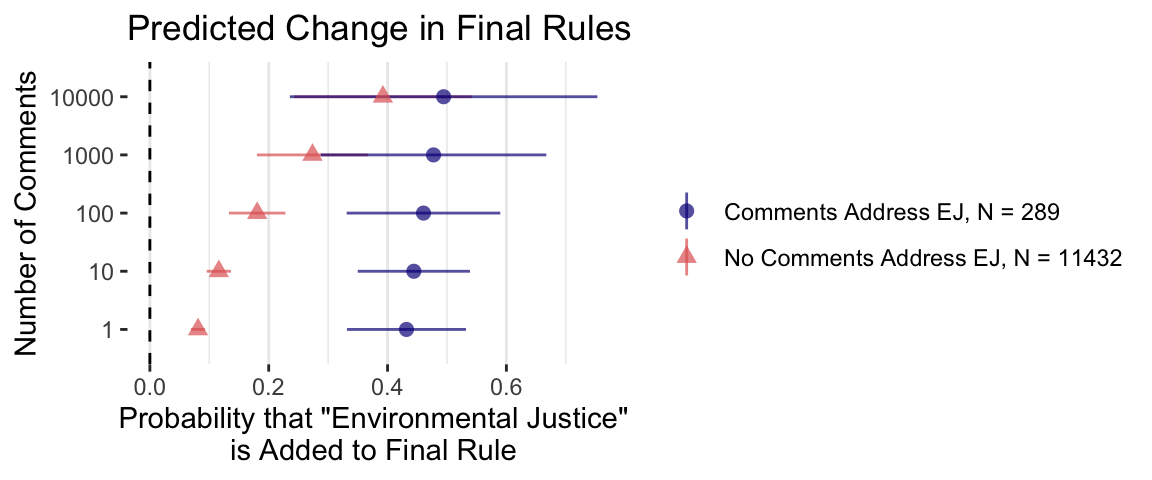 Predicted Change in Final Rules
Number of Comments
10000
1000
100
10
1
0.0 0.2 0.4 0.6
Probability that "Environmental Justice"
is Added to Final Rule
Comments Address EJ, N = 289
No Comments Address EJ, N = 11432